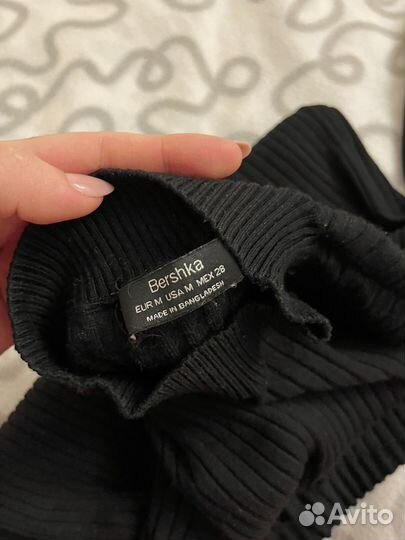 Bershka
EUR M USA M MEX 28
MADE IN BANGLADESH
Avito